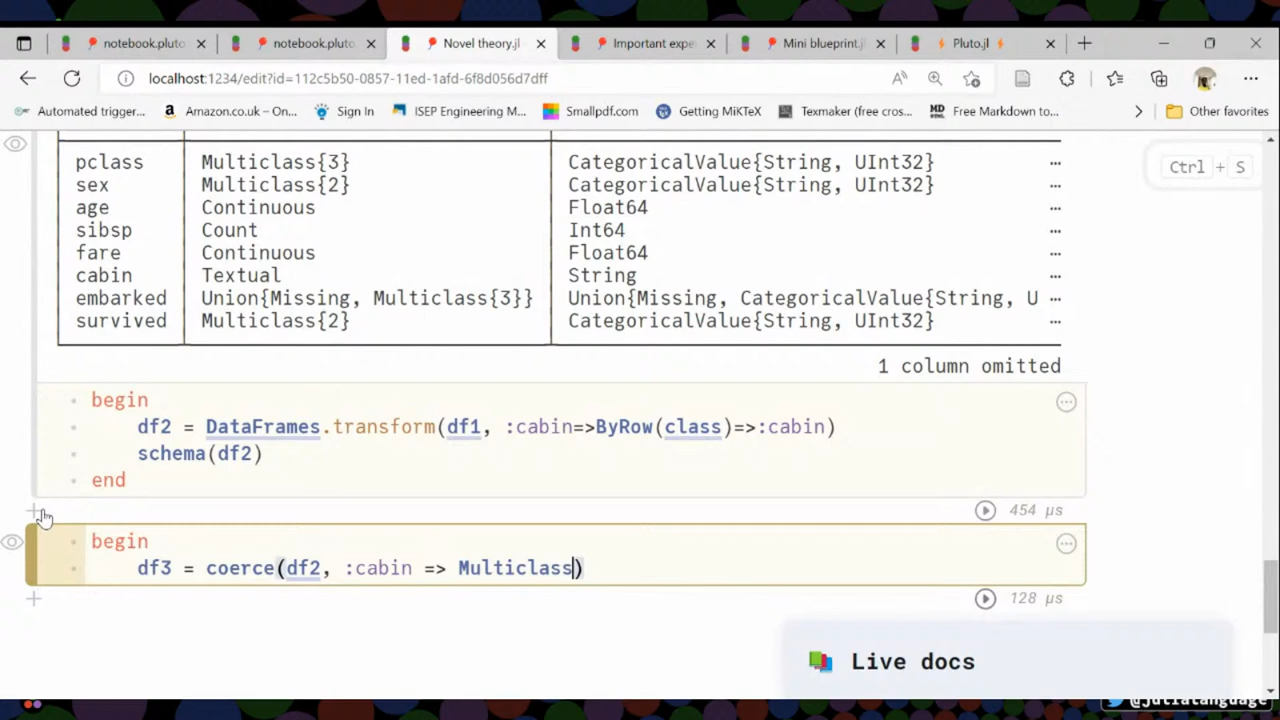 notebook.pluto
notebook.pluto.
Novel theory.jl
Important expe
Mini blueprint.jl
Pluto.jl
localhost:1234/edit?id=112c5b50-0857-11ed-1afd-6f8d056d7dff
Automated trigger...
Amazon.co.uk – On...
Sign In
ISEP Engineering M...
Smallpdf.com
Getting MiKTeX
Texmaker (free cros...
MD Free Markdown to...
Other favorites
Ctrl + S
pclass Multiclass{3} CategoricalValue{String, UInt32} …
sex Multiclass{2} CategoricalValue{String, UInt32} …
age Continuous Float64 …
sibsp Count Int64 …
fare Continuous Float64 …
cabin Textual String …
embarked Union{Missing, Multiclass{3}} Union{Missing, CategoricalValue{String, U …
survived Multiclass{2} CategoricalValue{String, UInt32} …
1 column omitted
begin
df2 = DataFrames.transform(df1, :cabin=>ByRow(class)=>:cabin)
schema(df2)
end
454 μs
begin
df3 = coerce(df2, :cabin => Multiclass)
128 μs
Live docs
@julialanguage